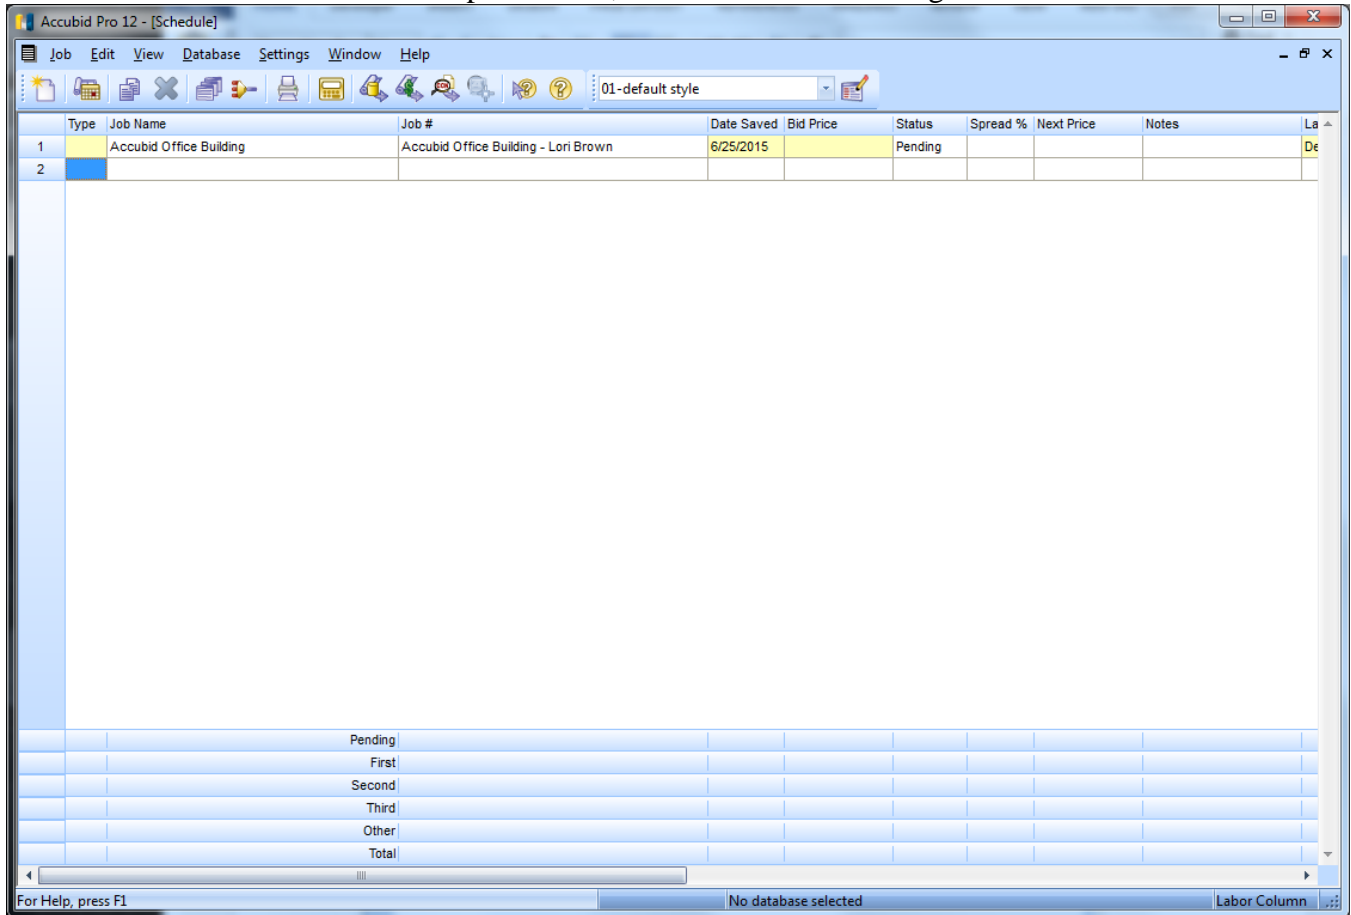 Accubid Pro 12 - [Schedule]
Job Edit View Database Settings Window Help
01-default style
Type Job Name Job # Date Saved Bid Price Status Spread % Next Price Notes La
1 Accubid Office Building Accubid Office Building - Lori Brown 6/25/2015 Pending De
2
Pending
First
Second
Third
Other
Total
For Help, press F1 No database selected Labor Column